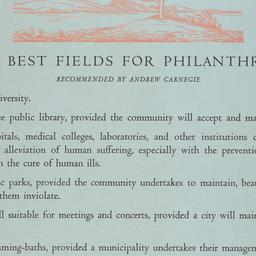 BEST FIELDS FOR PHILANTHR
RECOMMENDED BY ANDREW CARNEGIE
iversity.
e public library, provided the community will accept and ma
pitals, medical colleges, laboratories, and other institutions
alleviation of human suffering, especially with the preventi
n the cure of human ills.
ic parks, provided the community undertakes to maintain, bea
them inviolate.
ll suitable for meetings and concerts, provided a city will main
ming-baths, provided a municipality undertakes their manage